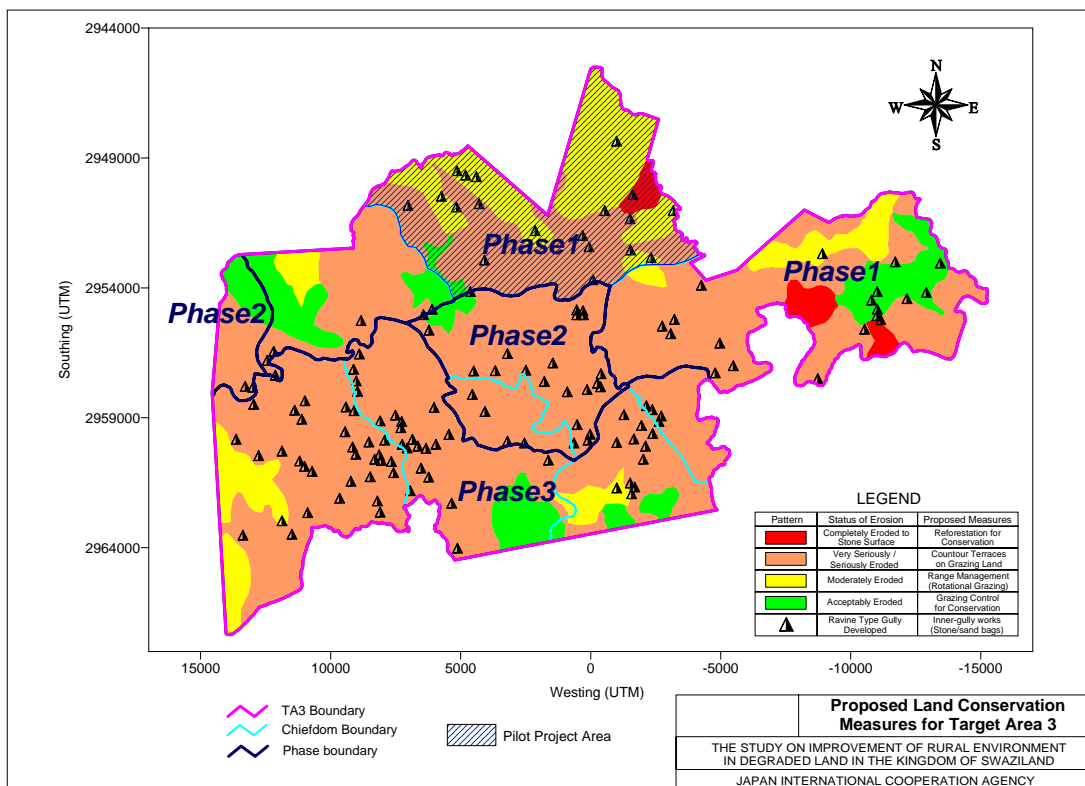 2944000
2949000
2954000
2959000
2964000
Southing (UTM)
N
W
E
S
Phase1
Phase1
Phase2
Phase2
Phase3
15000
10000
5000
0
-5000
-10000
-15000
Westing (UTM)
LEGEND
Pattern
Status of Erosion
Proposed Measures
Completely Eroded to
Stone Surface
Reforestation for
Conservation
Very Seriously /
Seriously Eroded
Countour Terraces
on Grazing Land
Moderately Eroded
Range Management
(Rotational Grazing)
Acceptably Eroded
Grazing Control
for Conservation
Ravine Type Gully
Developed
Inner-gully works
(Stone/sand bags)
TA3 Boundary
Chiefdom Boundary
Phase boundary
Pilot Project Area
Proposed Land Conservation
Measures for Target Area 3
THE STUDY ON IMPROVEMENT OF RURAL ENVIRONMENT
IN DEGRADED LAND IN THE KINGDOM OF SWAZILAND
JAPAN INTERNATIONAL COOPERATION AGENCY